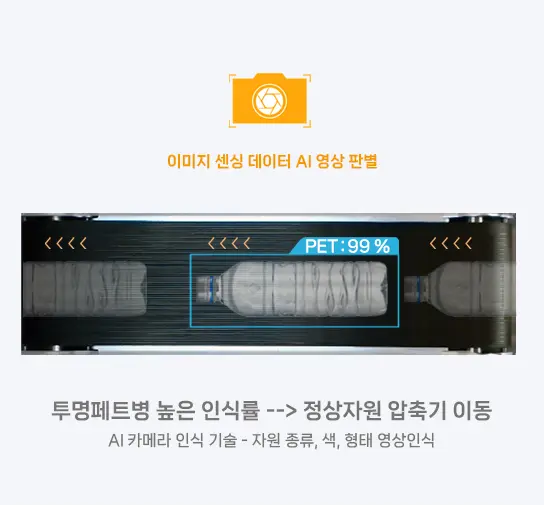 이미지 센싱 데이터 AI 영상 판별
PET : 99 %
투명페트병 높은 인식률 --> 정상자원 압축기 이동
AI 카메라 인식 기술 - 자원 종류, 색, 형태 영상인식